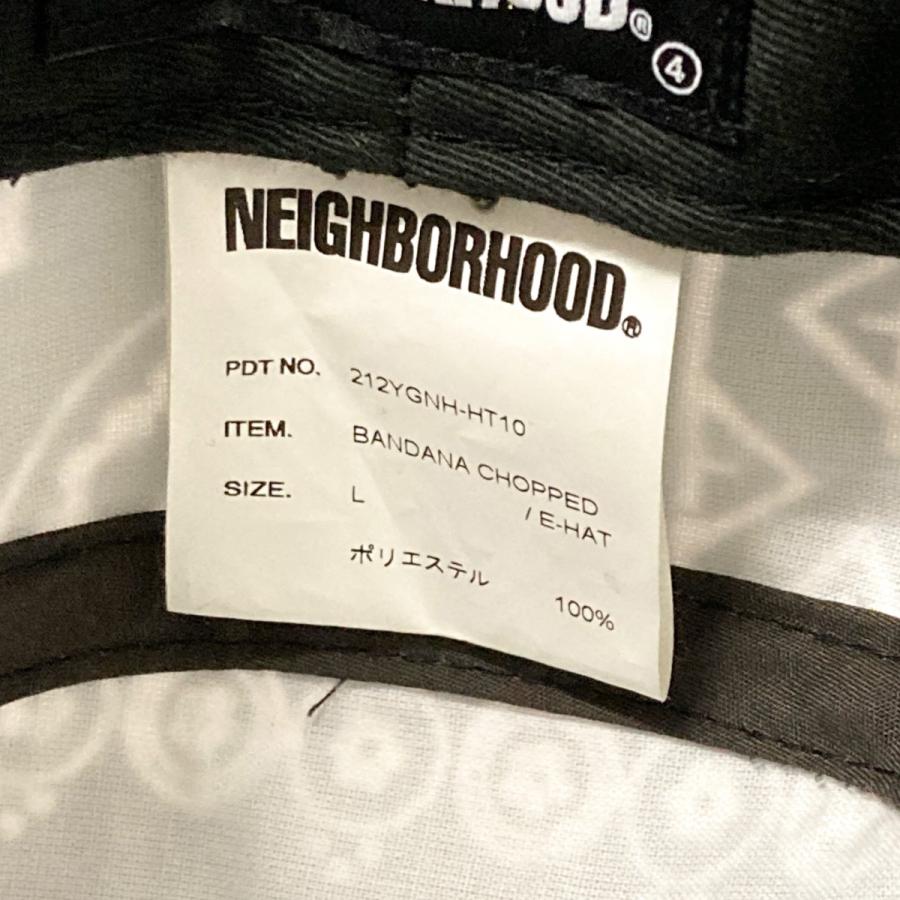 ④
NEIGHBORHOOD®
PDT NO. 212YGNH-HT10
ITEM. BANDANA CHOPPED
/ E-HAT
SIZE. L
ポリエステル 100%